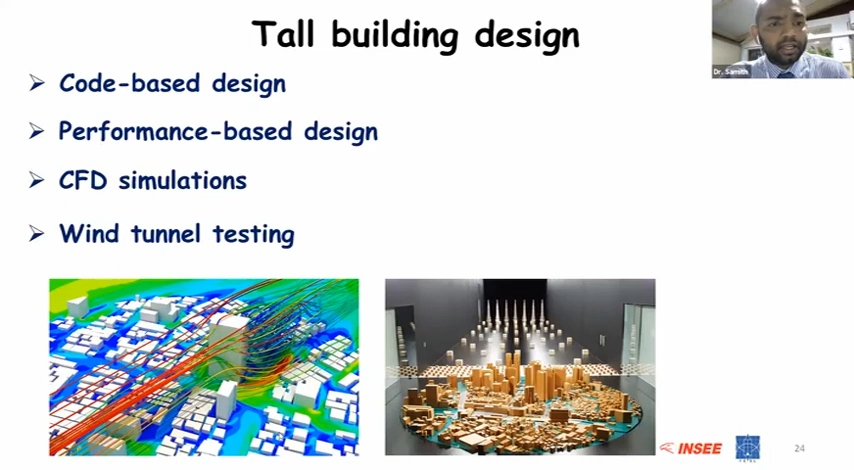 Tall building design
Dr. Samith
Code-based design
Performance-based design
CFD simulations
Wind tunnel testing
INSEE
24